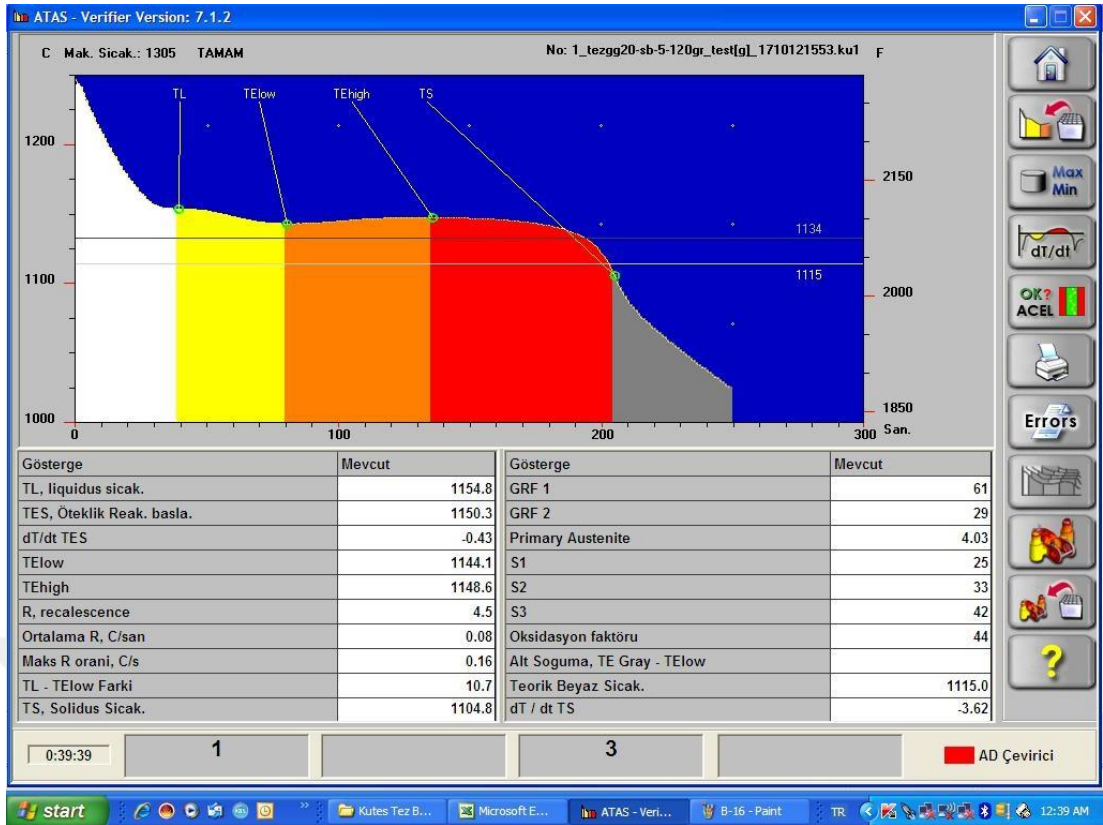 ATAS - Verifier Version: 7.1.2
C Mak. Sicak.: 1305 TAMAM No: 1_tezgg20-sb-5-120gr_test[g]_1710121553.ku1 F
TL TElow TEhigh TS
1200
2150
1134
1100
1115
2000
1000
1850
0 100 200 300 San.
Max
Min
dT/dt
OK?
ACEL
Errors
?
Gösterge Mevcut Gösterge Mevcut
TL, liquidus sicak. 1154.8 GRF 1 61
TES, Öteklik Reak. basla. 1150.3 GRF 2 29
dT/dt TES -0.43 Primary Austenite 4.03
TElow 1144.1 S1 25
TEhigh 1148.6 S2 33
R, recalescence 4.5 S3 42
Ortalama R, C/san 0.08 Oksidasyon faktöru 44
Maks R orani, C/s 0.16 Alt Soguma, TE Gray - TElow
TL - TElow Farki 10.7 Teorik Beyaz Sicak. 1115.0
TS, Solidus Sicak. 1104.8 dT / dt TS -3.62
0:39:39 1 3 AD Çevirici
start Kutes Tez B... Microsoft E... ATAS - Veri... B-16 - Paint TR 12:39 AM